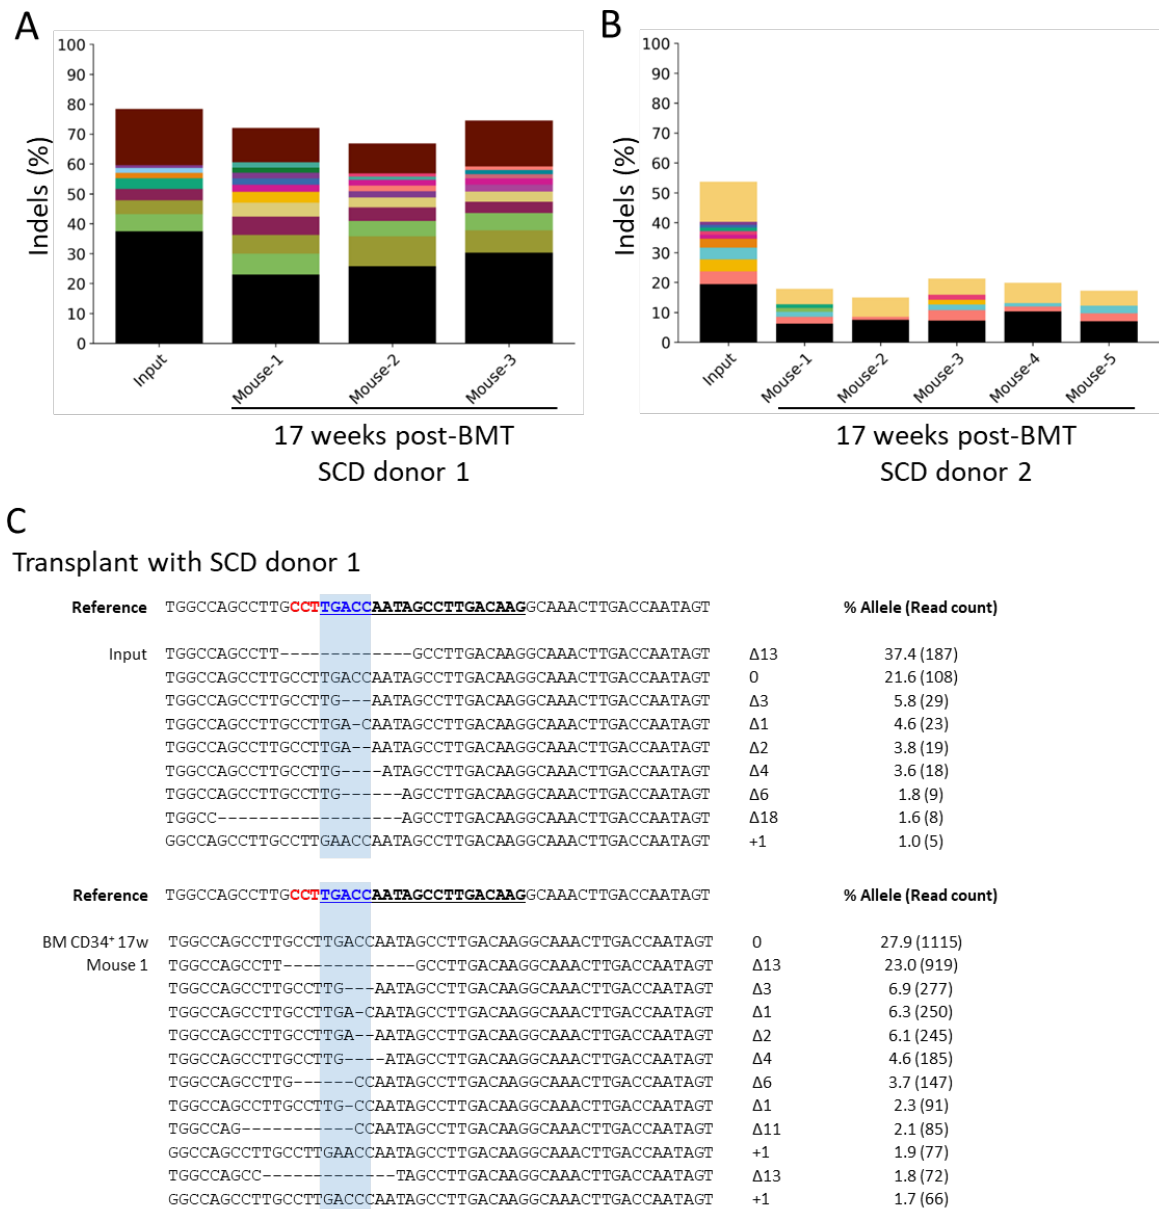 A
B
100
90
80
70
60
50
40
30
20
10
0
Indels (%)
Input
Mouse-1
Mouse-2
Mouse-3
17 weeks post-BMT
SCD donor 1
100
90
80
70
60
50
40
30
20
10
0
Indels (%)
Input
Mouse-1
Mouse-2
Mouse-3
Mouse-4
Mouse-5
17 weeks post-BMT
SCD donor 2
C
Transplant with SCD donor 1
Reference TGGCCAGCCTTGCCTTGACCAATAGCCTTGACAAGGCAAACTTGACCAATAGT % Allele (Read count)
Input TGGCCAGCCTT-------------GCCTTGACAAGGCAAACTTGACCAATAGT Δ13 37.4 (187)
TGGCCAGCCTTGCCTTGACCAATAGCCTTGACAAGGCAAACTTGACCAATAGT 0 21.6 (108)
TGGCCAGCCTTGCCTTG---AATAGCCTTGACAAGGCAAACTTGACCAATAGT Δ3 5.8 (29)
TGGCCAGCCTTGCCTTGA-CAATAGCCTTGACAAGGCAAACTTGACCAATAGT Δ1 4.6 (23)
TGGCCAGCCTTGCCTTGA--AATAGCCTTGACAAGGCAAACTTGACCAATAGT Δ2 3.8 (19)
TGGCCAGCCTTGCCTTG----ATAGCCTTGACAAGGCAAACTTGACCAATAGT Δ4 3.6 (18)
TGGCCAGCCTTGCCTTG------AGCCTTGACAAGGCAAACTTGACCAATAGT Δ6 1.8 (9)
TGGCC------------------AGCCTTGACAAGGCAAACTTGACCAATAGT Δ18 1.6 (8)
GGCCAGCCTTGCCTTGAACCAATAGCCTTGACAAGGCAAACTTGACCAATAGT +1 1.0 (5)
Reference TGGCCAGCCTTGCCTTGACCAATAGCCTTGACAAGGCAAACTTGACCAATAGT % Allele (Read count)
BM CD34⁺ 17w TGGCCAGCCTTGCCTTGACCAATAGCCTTGACAAGGCAAACTTGACCAATAGT 0 27.9 (1115)
Mouse 1 TGGCCAGCCTT-------------GCCTTGACAAGGCAAACTTGACCAATAGT Δ13 23.0 (919)
TGGCCAGCCTTGCCTTG---AATAGCCTTGACAAGGCAAACTTGACCAATAGT Δ3 6.9 (277)
TGGCCAGCCTTGCCTTGA-CAATAGCCTTGACAAGGCAAACTTGACCAATAGT Δ1 6.3 (250)
TGGCCAGCCTTGCCTTGA--AATAGCCTTGACAAGGCAAACTTGACCAATAGT Δ2 6.1 (245)
TGGCCAGCCTTGCCTTG----ATAGCCTTGACAAGGCAAACTTGACCAATAGT Δ4 4.6 (185)
TGGCCAGCCTTG------CCAATAGCCTTGACAAGGCAAACTTGACCAATAGT Δ6 3.7 (147)
TGGCCAGCCTTGCCTTG-CCAATAGCCTTGACAAGGCAAACTTGACCAATAGT Δ1 2.3 (91)
TGGCCAG-----------CCAATAGCCTTGACAAGGCAAACTTGACCAATAGT Δ11 2.1 (85)
GGCCAGCCTTGCCTTGAACCAATAGCCTTGACAAGGCAAACTTGACCAATAGT +1 1.9 (77)
TGGCCAGCC-------------TAGCCTTGACAAGGCAAACTTGACCAATAGT Δ13 1.8 (72)
GGCCAGCCTTGCCTTGACCCAATAGCCTTGACAAGGCAAACTTGACCAATAGT +1 1.7 (66)